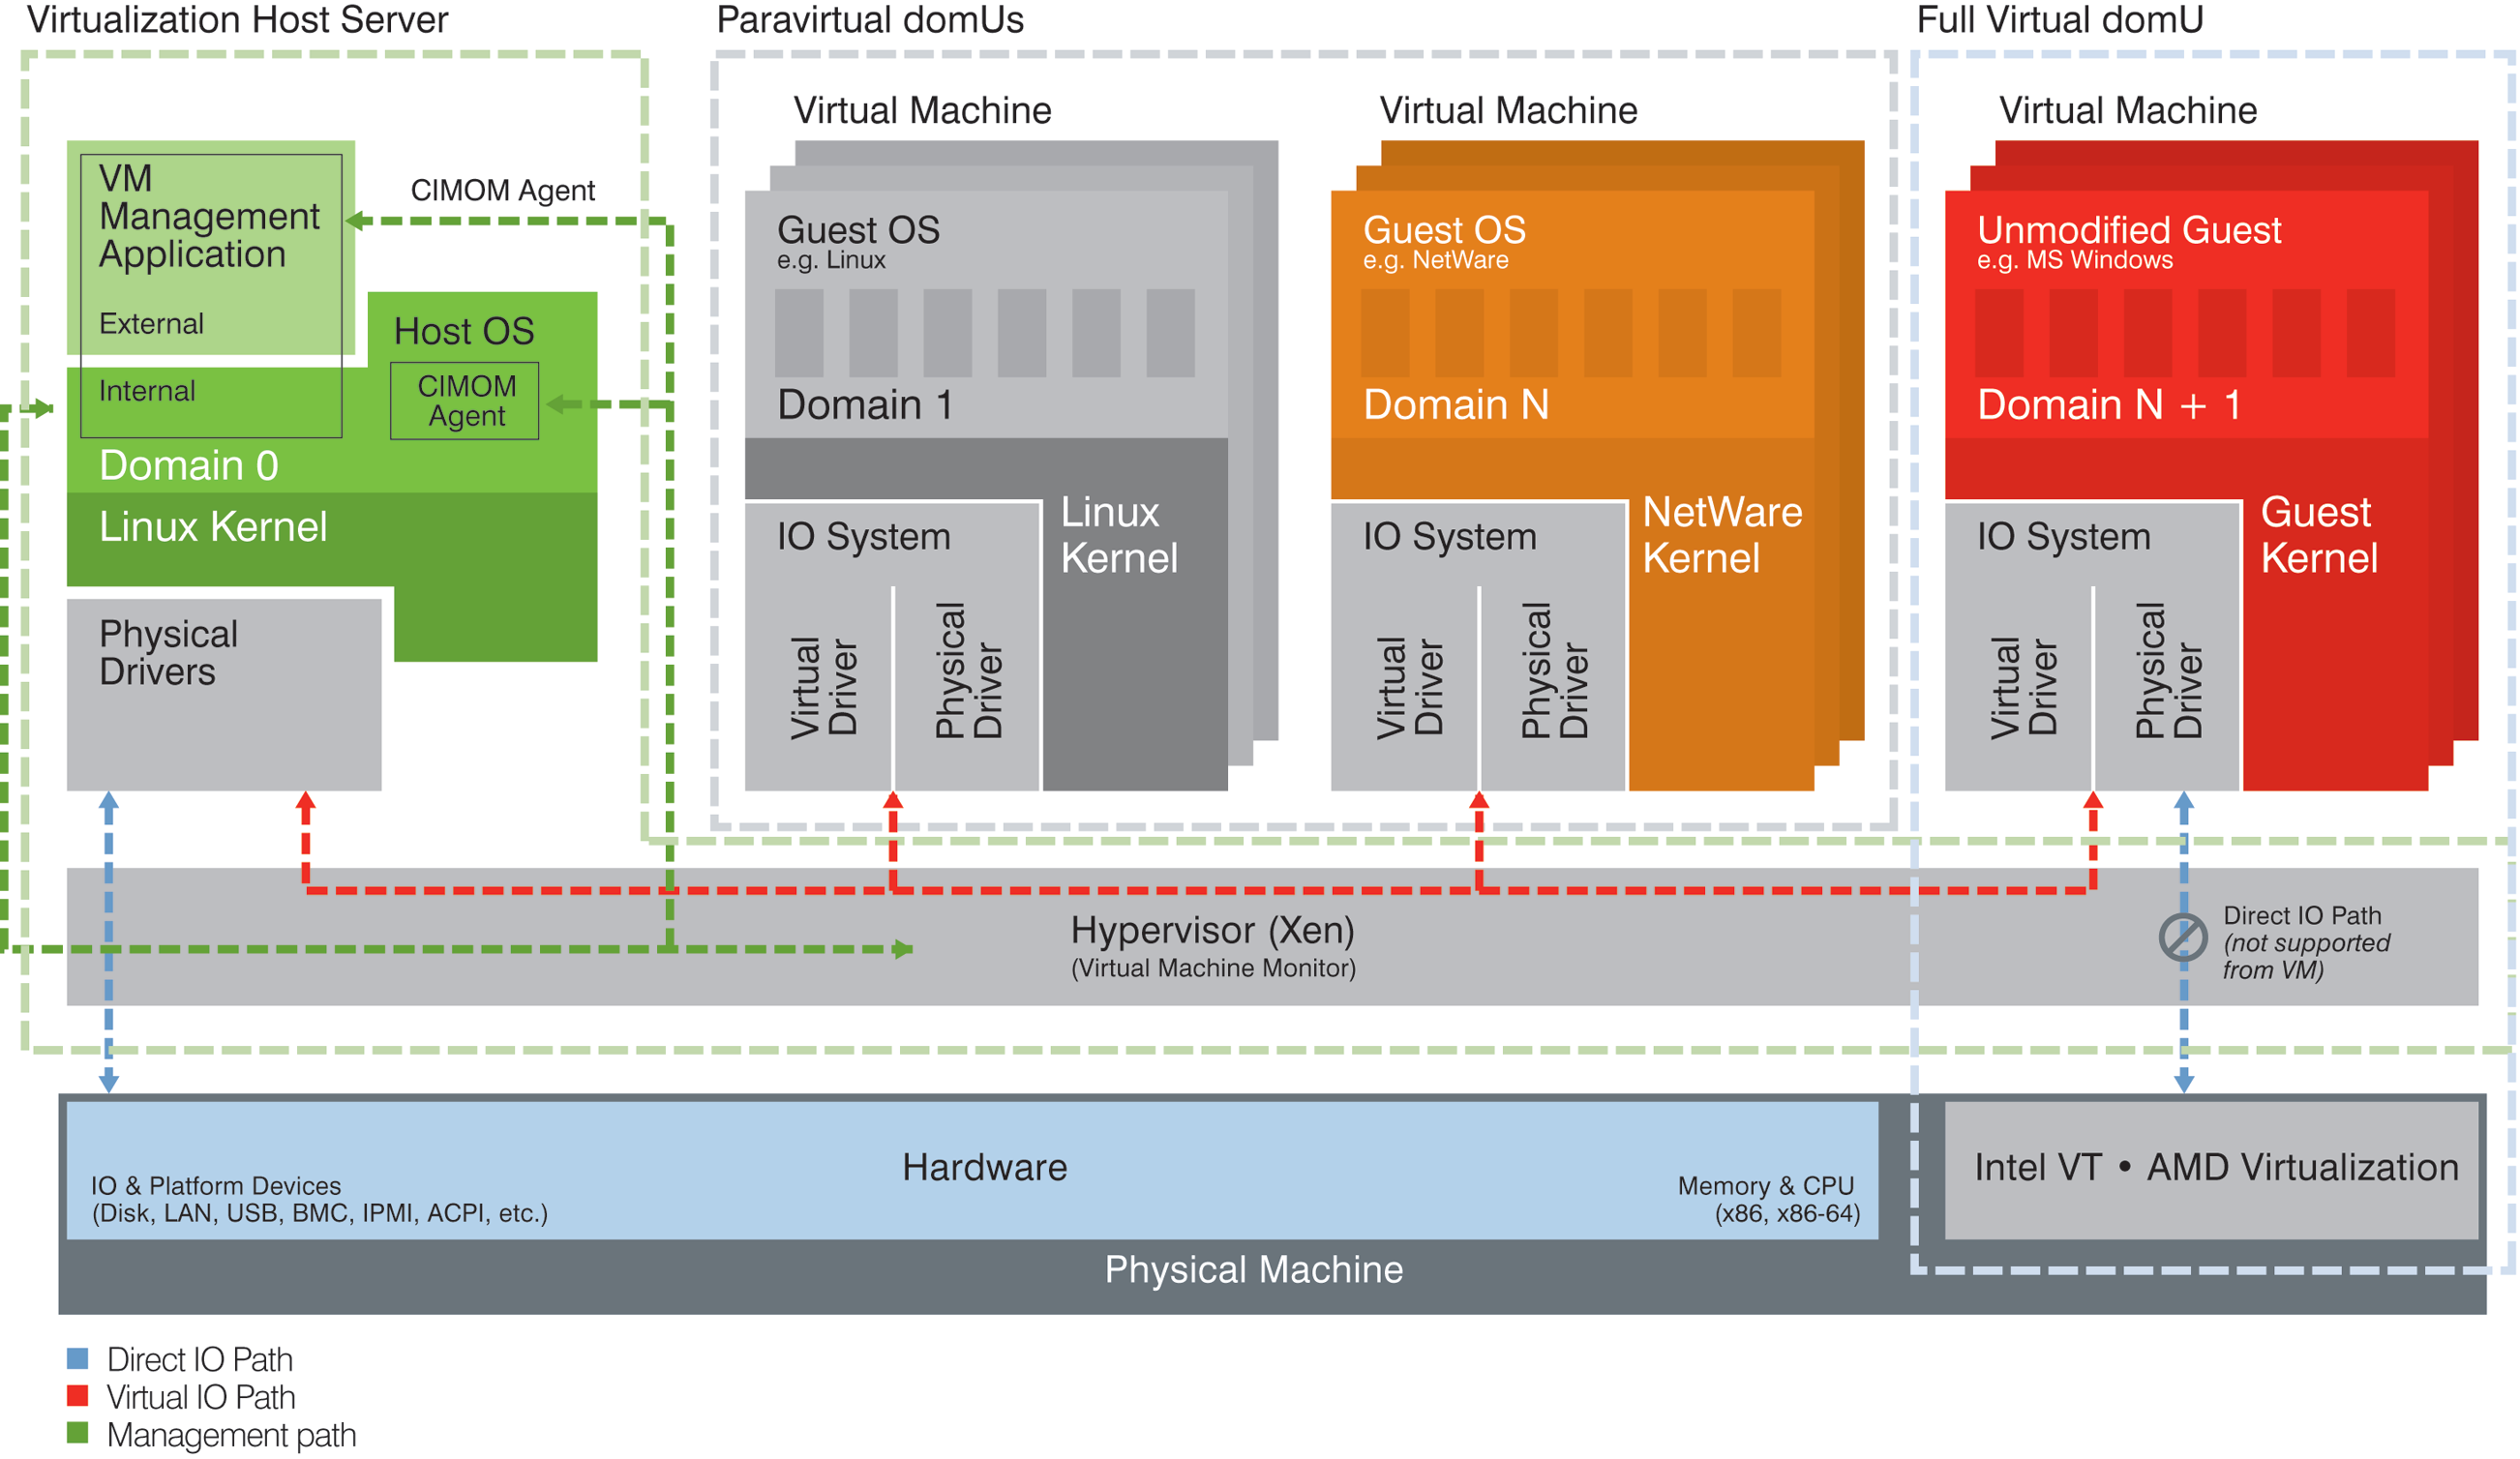 Virtualization Host Server
Paravirtual domUs
Full Virtual domU
VM
Management
Application
External
Internal
CIMOM Agent
Host OS
CIMOM
Agent
Domain 0
Linux Kernel
Physical
Drivers
Virtual Machine
Guest OS
e.g. Linux
Domain 1
Linux
Kernel
IO System
Virtual
Driver
Physical
Driver
Virtual Machine
Guest OS
e.g. NetWare
Domain N
NetWare
Kernel
IO System
Virtual
Driver
Physical
Driver
Virtual Machine
Unmodified Guest
e.g. MS Windows
Domain N + 1
Guest
Kernel
IO System
Virtual
Driver
Physical
Driver
Hypervisor (Xen)
(Virtual Machine Monitor)
Direct IO Path
(not supported
from VM)
Hardware
IO & Platform Devices
(Disk, LAN, USB, BMC, IPMI, ACPI, etc.)
Memory & CPU
(x86, x86-64)
Intel VT • AMD Virtualization
Physical Machine
Direct IO Path
Virtual IO Path
Management path